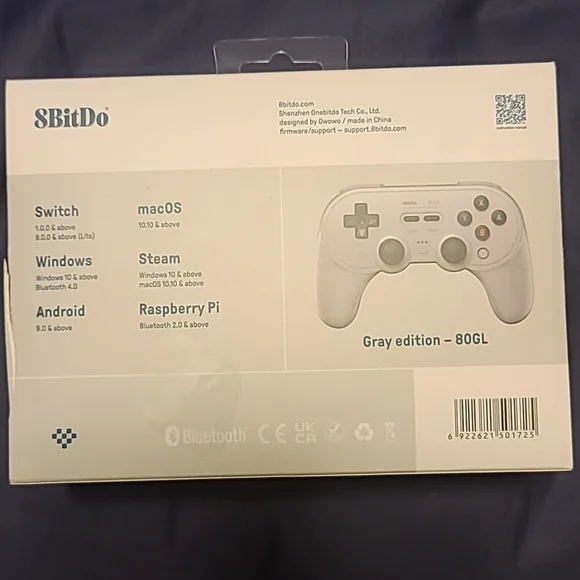 8BitDo
8bitdo.com
Shenzhen Onebitdo Tech Co., Ltd.
designed by Gwowo / made in China
firmware/support – support.8bitdo.com
instruction manual
Switch
1.0.0 & above
9.0.0 & above (Lite)
macOS
10.10 & above
Windows
Windows 10 & above
Bluetooth 4.0
Steam
Windows 10 & above
macOS 10.10 & above
Android
9.0 & above
Raspberry Pi
Bluetooth 2.0 & above
X
Y
A
B
Gray edition – 80GL
Bluetooth
CE
UK
CA
6 922621 501725